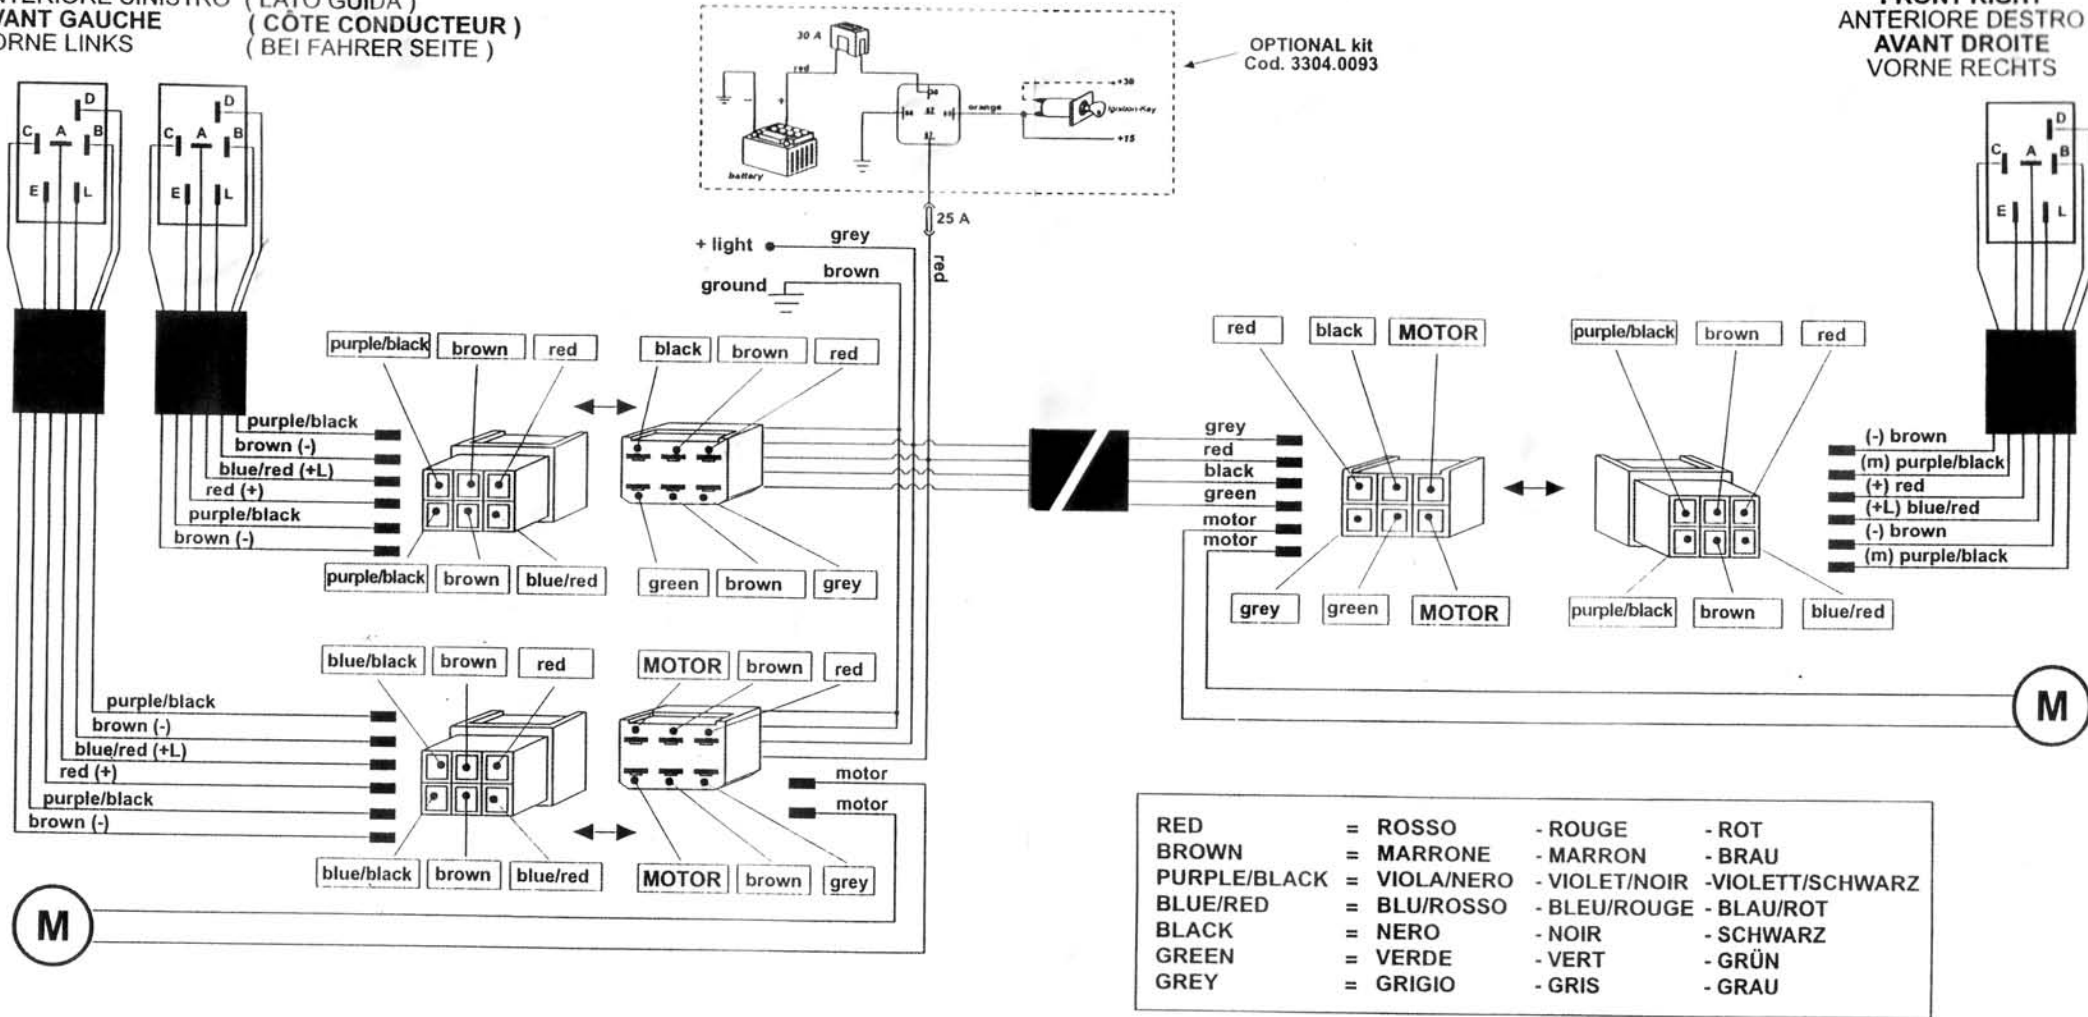 SINISTRO ( LATO GUIDA )
GAUCHE ( CÔTE CONDUCTEUR )
LINKS ( BEI FAHRER SEITE )
RIGHT
ANTERIORE DESTRO
AVANT DROITE
VORNE RECHTS
OPTIONAL kit
Cod. 3304.0093
30 A
red
- +
battery
30
87
orange
+30
Ignition-Key
+15
25 A
red
+ light
grey
ground
brown
D
C A B
E L
D
C A B
E L
D
C A B
E L
purple/black
brown (-)
blue/red (+L)
red (+)
purple/black
brown (-)
purple/black brown red
purple/black brown blue/red
black brown red
green brown grey
grey
red
black
green
motor
motor
red black MOTOR
grey green MOTOR
purple/black brown red
purple/black brown blue/red
(-) brown
(m) purple/black
(+) red
(+L) blue/red
(-) brown
(m) purple/black
M
purple/black
brown (-)
blue/red (+L)
red (+)
purple/black
brown (-)
blue/black brown red
blue/black brown blue/red
MOTOR brown red
MOTOR brown grey
motor
motor
M
RED = ROSSO - ROUGE - ROT
BROWN = MARRONE - MARRON - BRAU
PURPLE/BLACK = VIOLA/NERO - VIOLET/NOIR -VIOLETT/SCHWARZ
BLUE/RED = BLU/ROSSO - BLEU/ROUGE - BLAU/ROT
BLACK = NERO - NOIR - SCHWARZ
GREEN = VERDE - VERT - GRÜN
GREY = GRIGIO - GRIS - GRAU